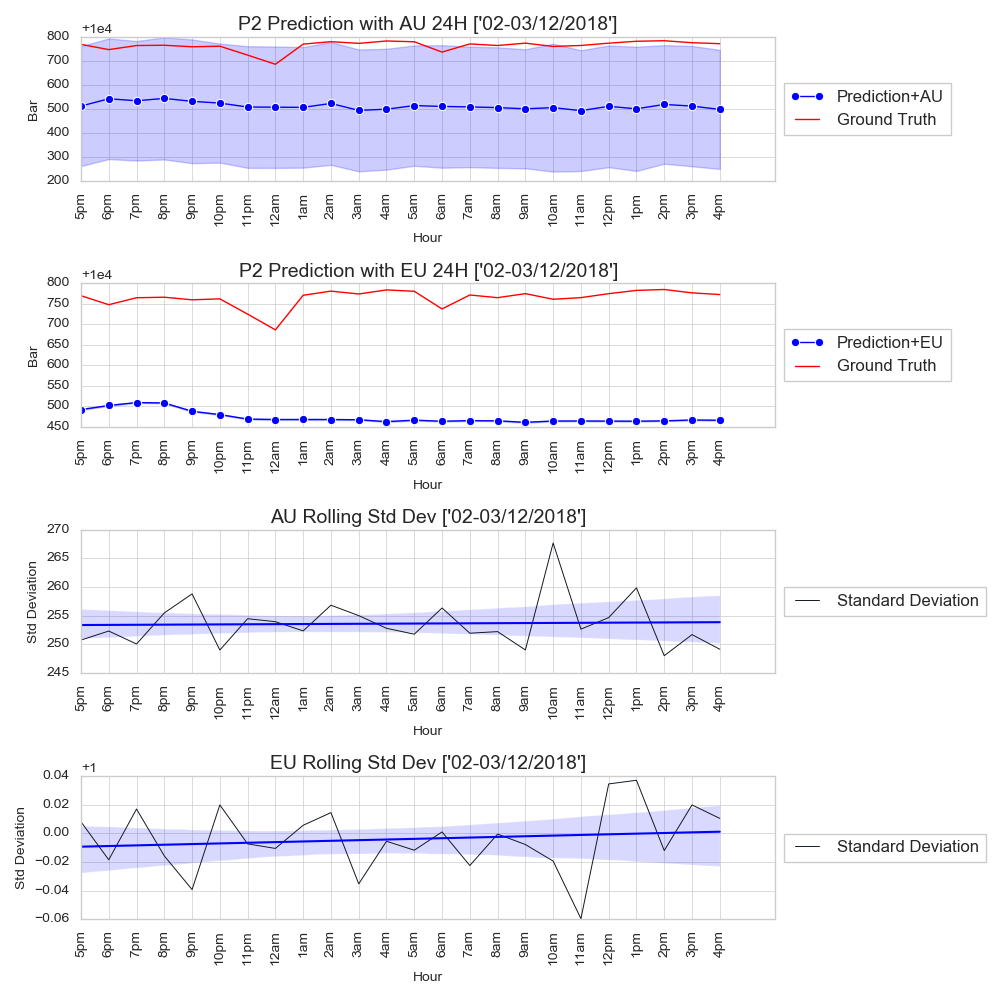 P2 Prediction with AU 24H ['02-03/12/2018']
+1e4
800
700
600
500
400
300
200
Bar
5pm 6pm 7pm 8pm 9pm 10pm 11pm 12am 1am 2am 3am 4am 5am 6am 7am 8am 9am 10am 11am 12pm 1pm 2pm 3pm 4pm
Hour
Prediction+AU
Ground Truth
P2 Prediction with EU 24H ['02-03/12/2018']
+1e4
800
750
700
650
600
550
500
450
Bar
5pm 6pm 7pm 8pm 9pm 10pm 11pm 12am 1am 2am 3am 4am 5am 6am 7am 8am 9am 10am 11am 12pm 1pm 2pm 3pm 4pm
Hour
Prediction+EU
Ground Truth
AU Rolling Std Dev ['02-03/12/2018']
270
265
260
255
250
245
Std Deviation
5pm 6pm 7pm 8pm 9pm 10pm 11pm 12am 1am 2am 3am 4am 5am 6am 7am 8am 9am 10am 11am 12pm 1pm 2pm 3pm 4pm
Hour
Standard Deviation
EU Rolling Std Dev ['02-03/12/2018']
+1
0.04
0.02
0.00
−0.02
−0.04
−0.06
Std Deviation
5pm 6pm 7pm 8pm 9pm 10pm 11pm 12am 1am 2am 3am 4am 5am 6am 7am 8am 9am 10am 11am 12pm 1pm 2pm 3pm 4pm
Hour
Standard Deviation